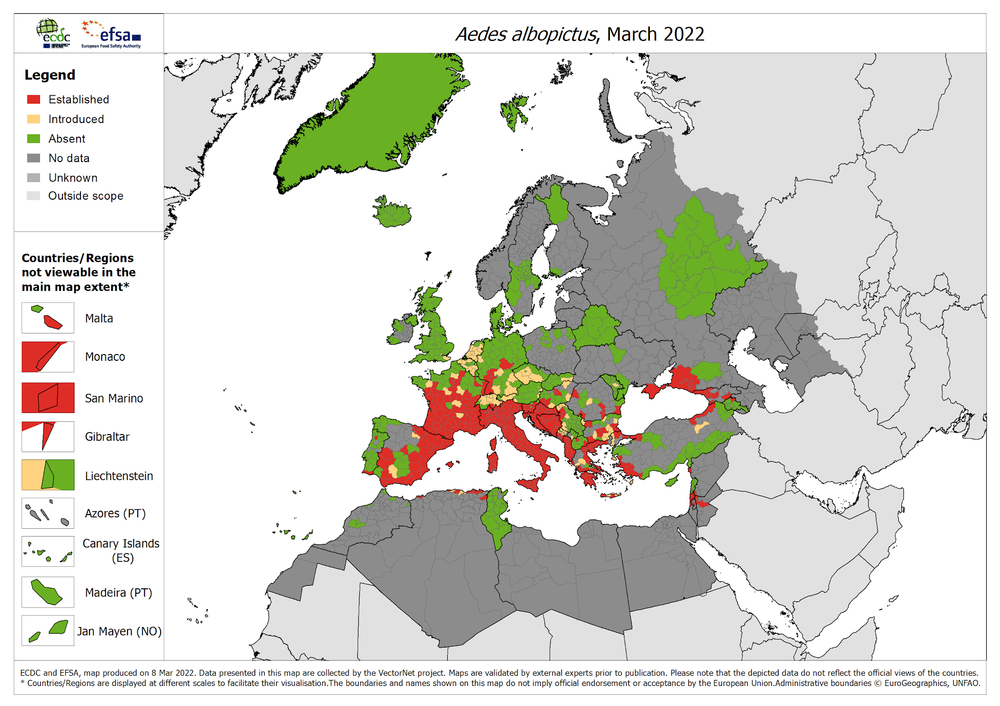 ecdc
efsa
European Food Safety Authority
Aedes albopictus, March 2022
Legend
Established
Introduced
Absent
No data
Unknown
Outside scope
Countries/Regions
not viewable in the
main map extent*
Malta
Monaco
San Marino
Gibraltar
Liechtenstein
Azores (PT)
Canary Islands
(ES)
Madeira (PT)
Jan Mayen (NO)
ECDC and EFSA, map produced on 8 Mar 2022. Data presented in this map are collected by the VectorNet project. Maps are validated by external experts prior to publication. Please note that the depicted data do not reflect the official views of the countries.
* Countries/Regions are displayed at different scales to facilitate their visualisation.The boundaries and names shown on this map do not imply official endorsement or acceptance by the European Union.Administrative boundaries © EuroGeographics, UNFAO.